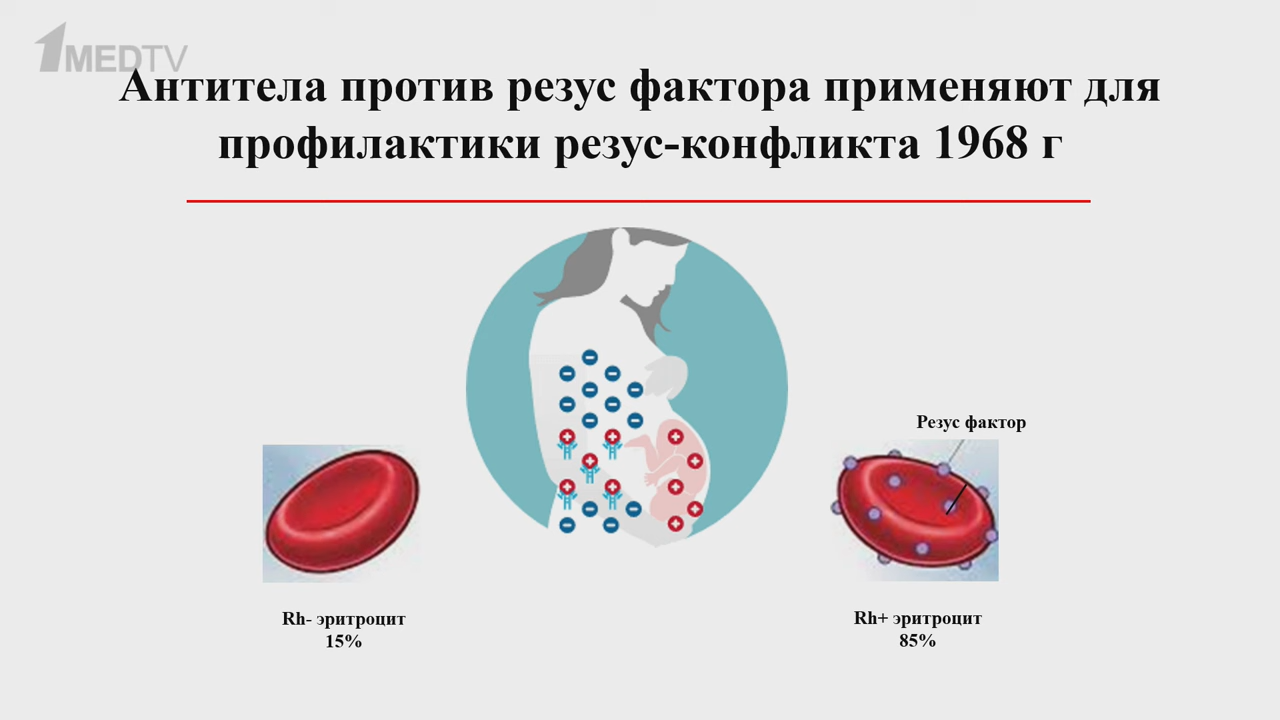 1MEDTV
Антитела против резус фактора применяют для
профилактики резус-конфликта 1968 г
Резус фактор
Rh- эритроцит
15%
Rh+ эритроцит
85%